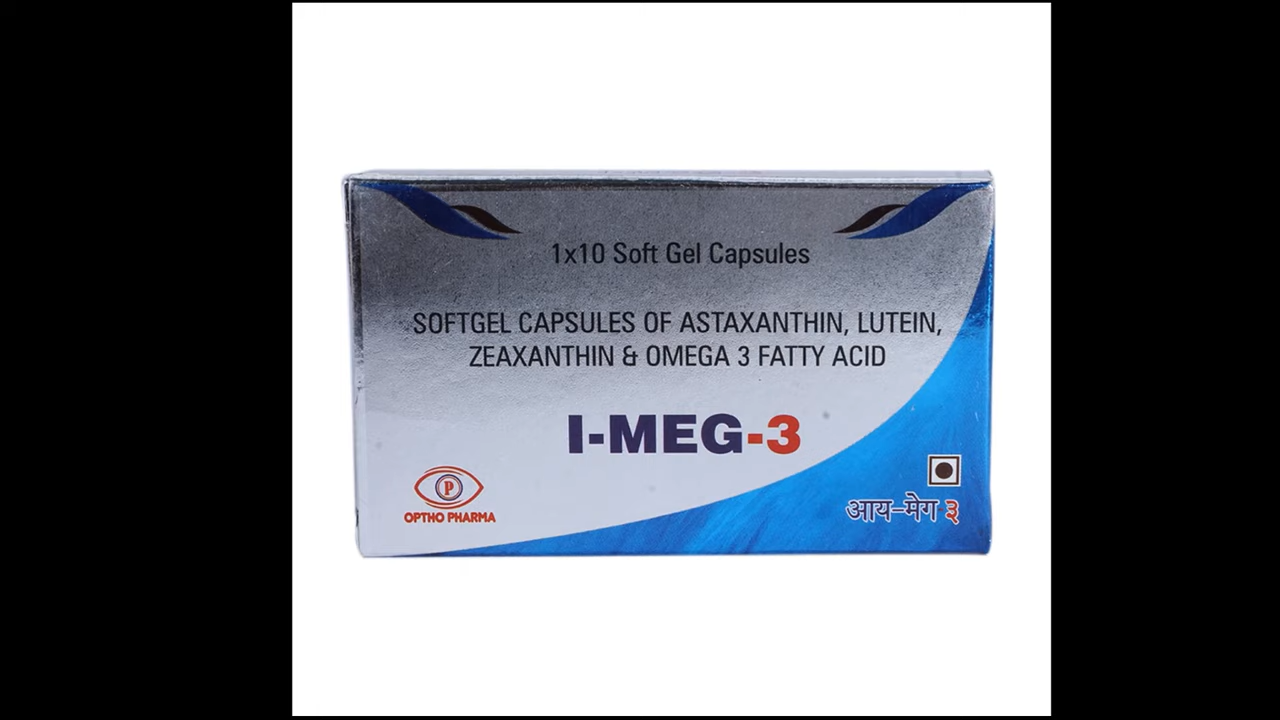 1x10 Soft Gel Capsules
SOFTGEL CAPSULES OF ASTAXANTHIN, LUTEIN,
ZEAXANTHIN & OMEGA 3 FATTY ACID
I-MEG-3
P
OPTHO PHARMA
आय-मेग ३